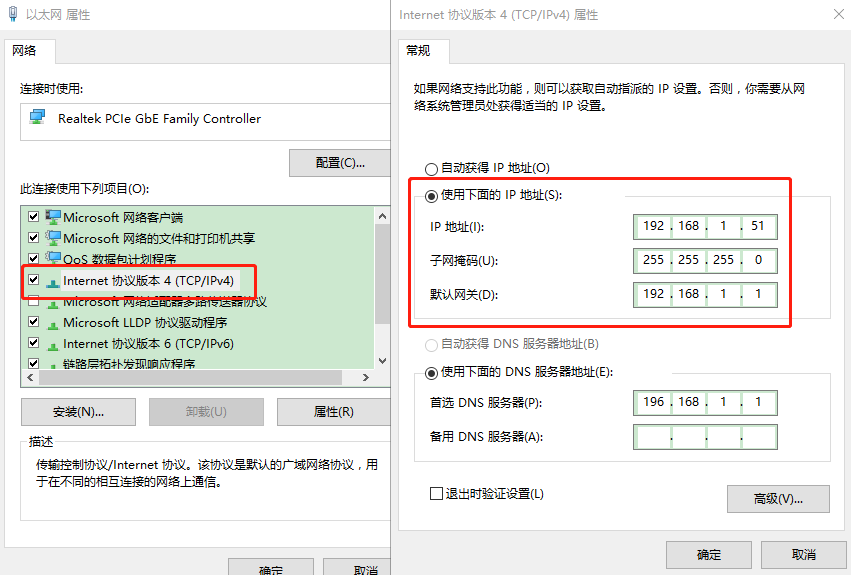 以太网 属性
网络
连接时使用:
Realtek PCIe GbE Family Controller
配置(C)...
此连接使用下列项目(O):
Microsoft 网络客户端
Microsoft 网络的文件和打印机共享
QoS 数据包计划程序
Internet 协议版本 4 (TCP/IPv4)
Microsoft 网络适配器多路传送器协议
Microsoft LLDP 协议驱动程序
Internet 协议版本 6 (TCP/IPv6)
链路层拓扑发现响应程序
安装(N)...
卸载(U)
属性(R)
描述
传输控制协议/Internet 协议。该协议是默认的广域网络协议，用
于在不同的相互连接的网络上通信。
确定
取消
Internet 协议版本 4 (TCP/IPv4) 属性
常规
如果网络支持此功能，则可以获取自动指派的 IP 设置。否则，你需要从网
络系统管理员处获得适当的 IP 设置。
自动获得 IP 地址(O)
使用下面的 IP 地址(S):
IP 地址(I):
192 . 168 . 1 . 51
子网掩码(U):
255 . 255 . 255 . 0
默认网关(D):
192 . 168 . 1 . 1
自动获得 DNS 服务器地址(B)
使用下面的 DNS 服务器地址(E):
首选 DNS 服务器(P):
196 . 168 . 1 . 1
备用 DNS 服务器(A):
. . .
退出时验证设置(L)
高级(V)...
确定
取消